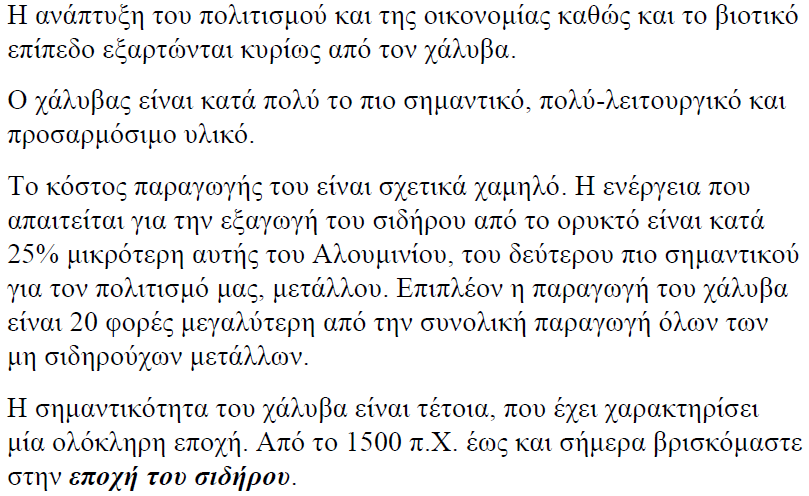 Η ανάπτυξη του πολιτισμού και της οικονομίας καθώς και το βιοτικό
επίπεδο εξαρτώνται κυρίως από τον χάλυβα.
Ο χάλυβας είναι κατά πολύ το πιο σημαντικό, πολύ-λειτουργικό και
προσαρμόσιμο υλικό.
Το κόστος παραγωγής του είναι σχετικά χαμηλό. Η ενέργεια που
απαιτείται για την εξαγωγή του σιδήρου από το ορυκτό είναι κατά
25% μικρότερη αυτής του Αλουμινίου, του δεύτερου πιο σημαντικού
για τον πολιτισμό μας, μετάλλου. Επιπλέον η παραγωγή του χάλυβα
είναι 20 φορές μεγαλύτερη από την συνολική παραγωγή όλων των
μη σιδηρούχων μετάλλων.
Η σημαντικότητα του χάλυβα είναι τέτοια, που έχει χαρακτηρίσει
μία ολόκληρη εποχή. Από το 1500 π.Χ. έως και σήμερα βρισκόμαστε
στην εποχή του σιδήρου.